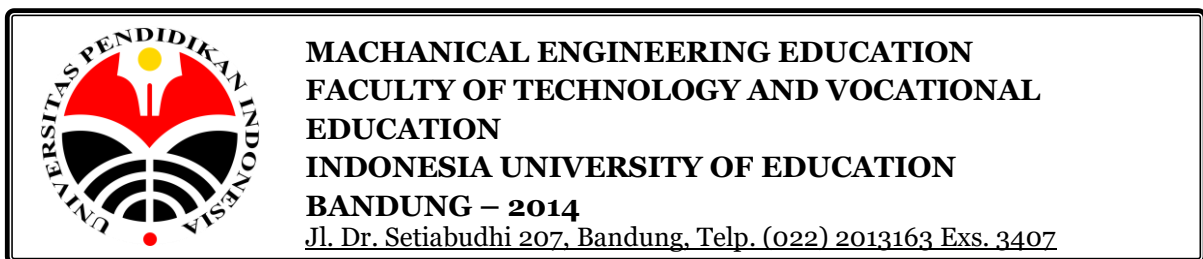 UNIVERSITAS PENDIDIKAN INDONESIA
MACHANICAL ENGINEERING EDUCATION
FACULTY OF TECHNOLOGY AND VOCATIONAL
EDUCATION
INDONESIA UNIVERSITY OF EDUCATION
BANDUNG – 2014
Jl. Dr. Setiabudhi 207, Bandung, Telp. (022) 2013163 Exs. 3407